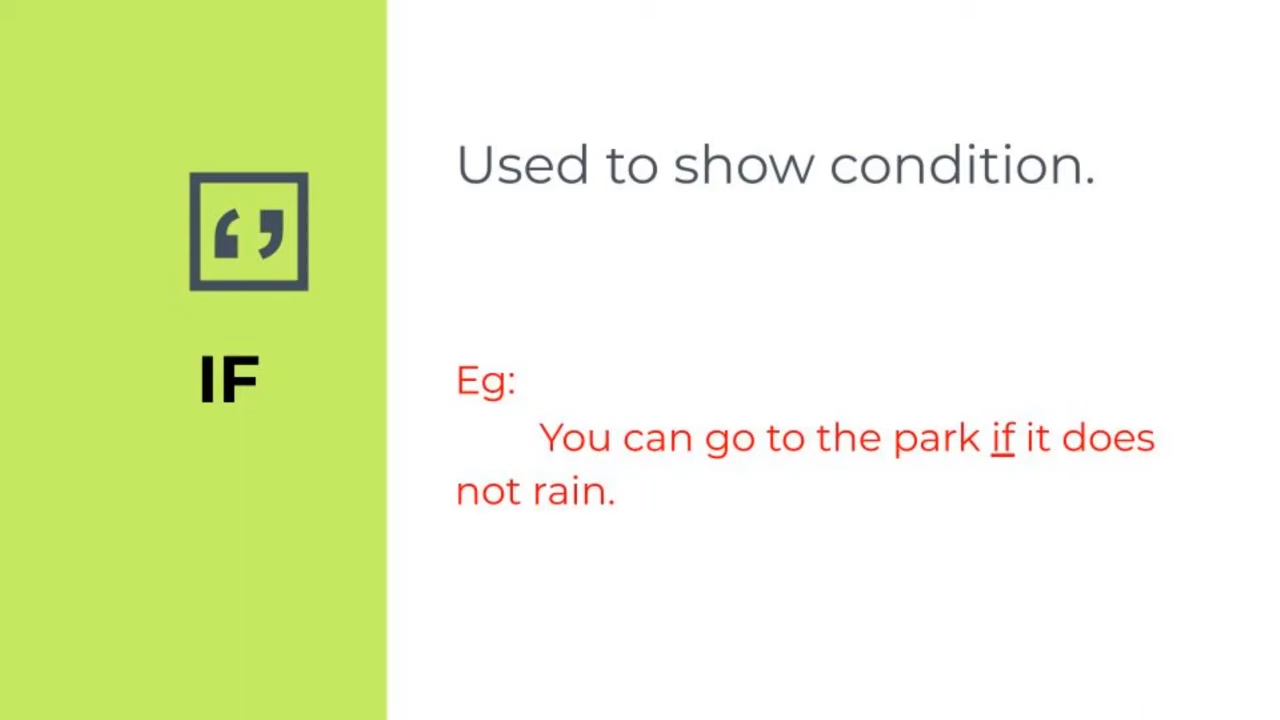 IF
Used to show condition.
Eg:
You can go to the park if it does
not rain.